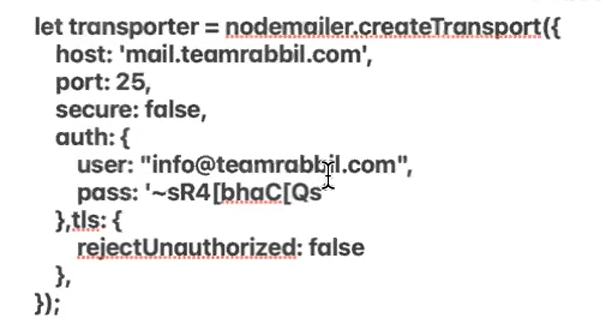 let transporter = nodemailer.createTransport({
host: 'mail.teamrabbil.com',
port: 25,
secure: false,
auth: {
user: "info@teamrabbil.com",
pass: '~sR4[bhaC[Qs'
},tls: {
rejectUnauthorized: false
},
});